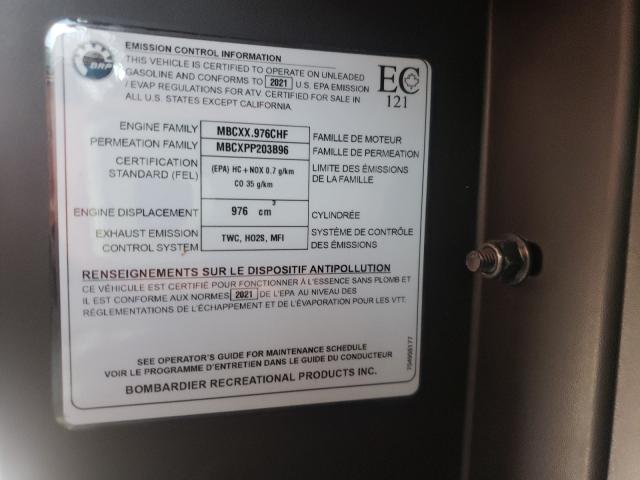 BRP
EMISSION CONTROL INFORMATION
THIS VEHICLE IS CERTIFIED TO OPERATE ON UNLEADED
GASOLINE AND CONFORMS TO 2021 U.S. EPA EMISSION
/ EVAP REGULATIONS FOR ATV. CERTIFIED FOR SALE IN
ALL U.S. STATES EXCEPT CALIFORNIA.
EC
121
ENGINE FAMILY MBCXX.976CHF FAMILLE DE MOTEUR
PERMEATION FAMILY MBCXPP203B96 FAMILLE DE PERMEATION
CERTIFICATION (EPA) HC + NOX 0.7 g/km LIMITE DES ÉMISSIONS
STANDARD (FEL) CO 35 g/km DE LA FAMILLE
ENGINE DISPLACEMENT 976 cm³ CYLINDRÉE
EXHAUST EMISSION TWC, HO2S, MFI SYSTÈME DE CONTRÔLE
CONTROL SYSTEM DES ÉMISSIONS
RENSEIGNEMENTS SUR LE DISPOSITIF ANTIPOLLUTION
CE VÉHICULE EST CERTIFIÉ POUR FONCTIONNER À L'ESSENCE SANS PLOMB ET
IL EST CONFORME AUX NORMES 2021 DE L'EPA AU NIVEAU DES
RÉGLEMENTATIONS DE L'ÉCHAPPEMENT ET DE L'ÉVAPORATION POUR LES VTT.
SEE OPERATOR'S GUIDE FOR MAINTENANCE SCHEDULE
VOIR LE PROGRAMME D'ENTRETIEN DANS LE GUIDE DU CONDUCTEUR
BOMBARDIER RECREATIONAL PRODUCTS INC.